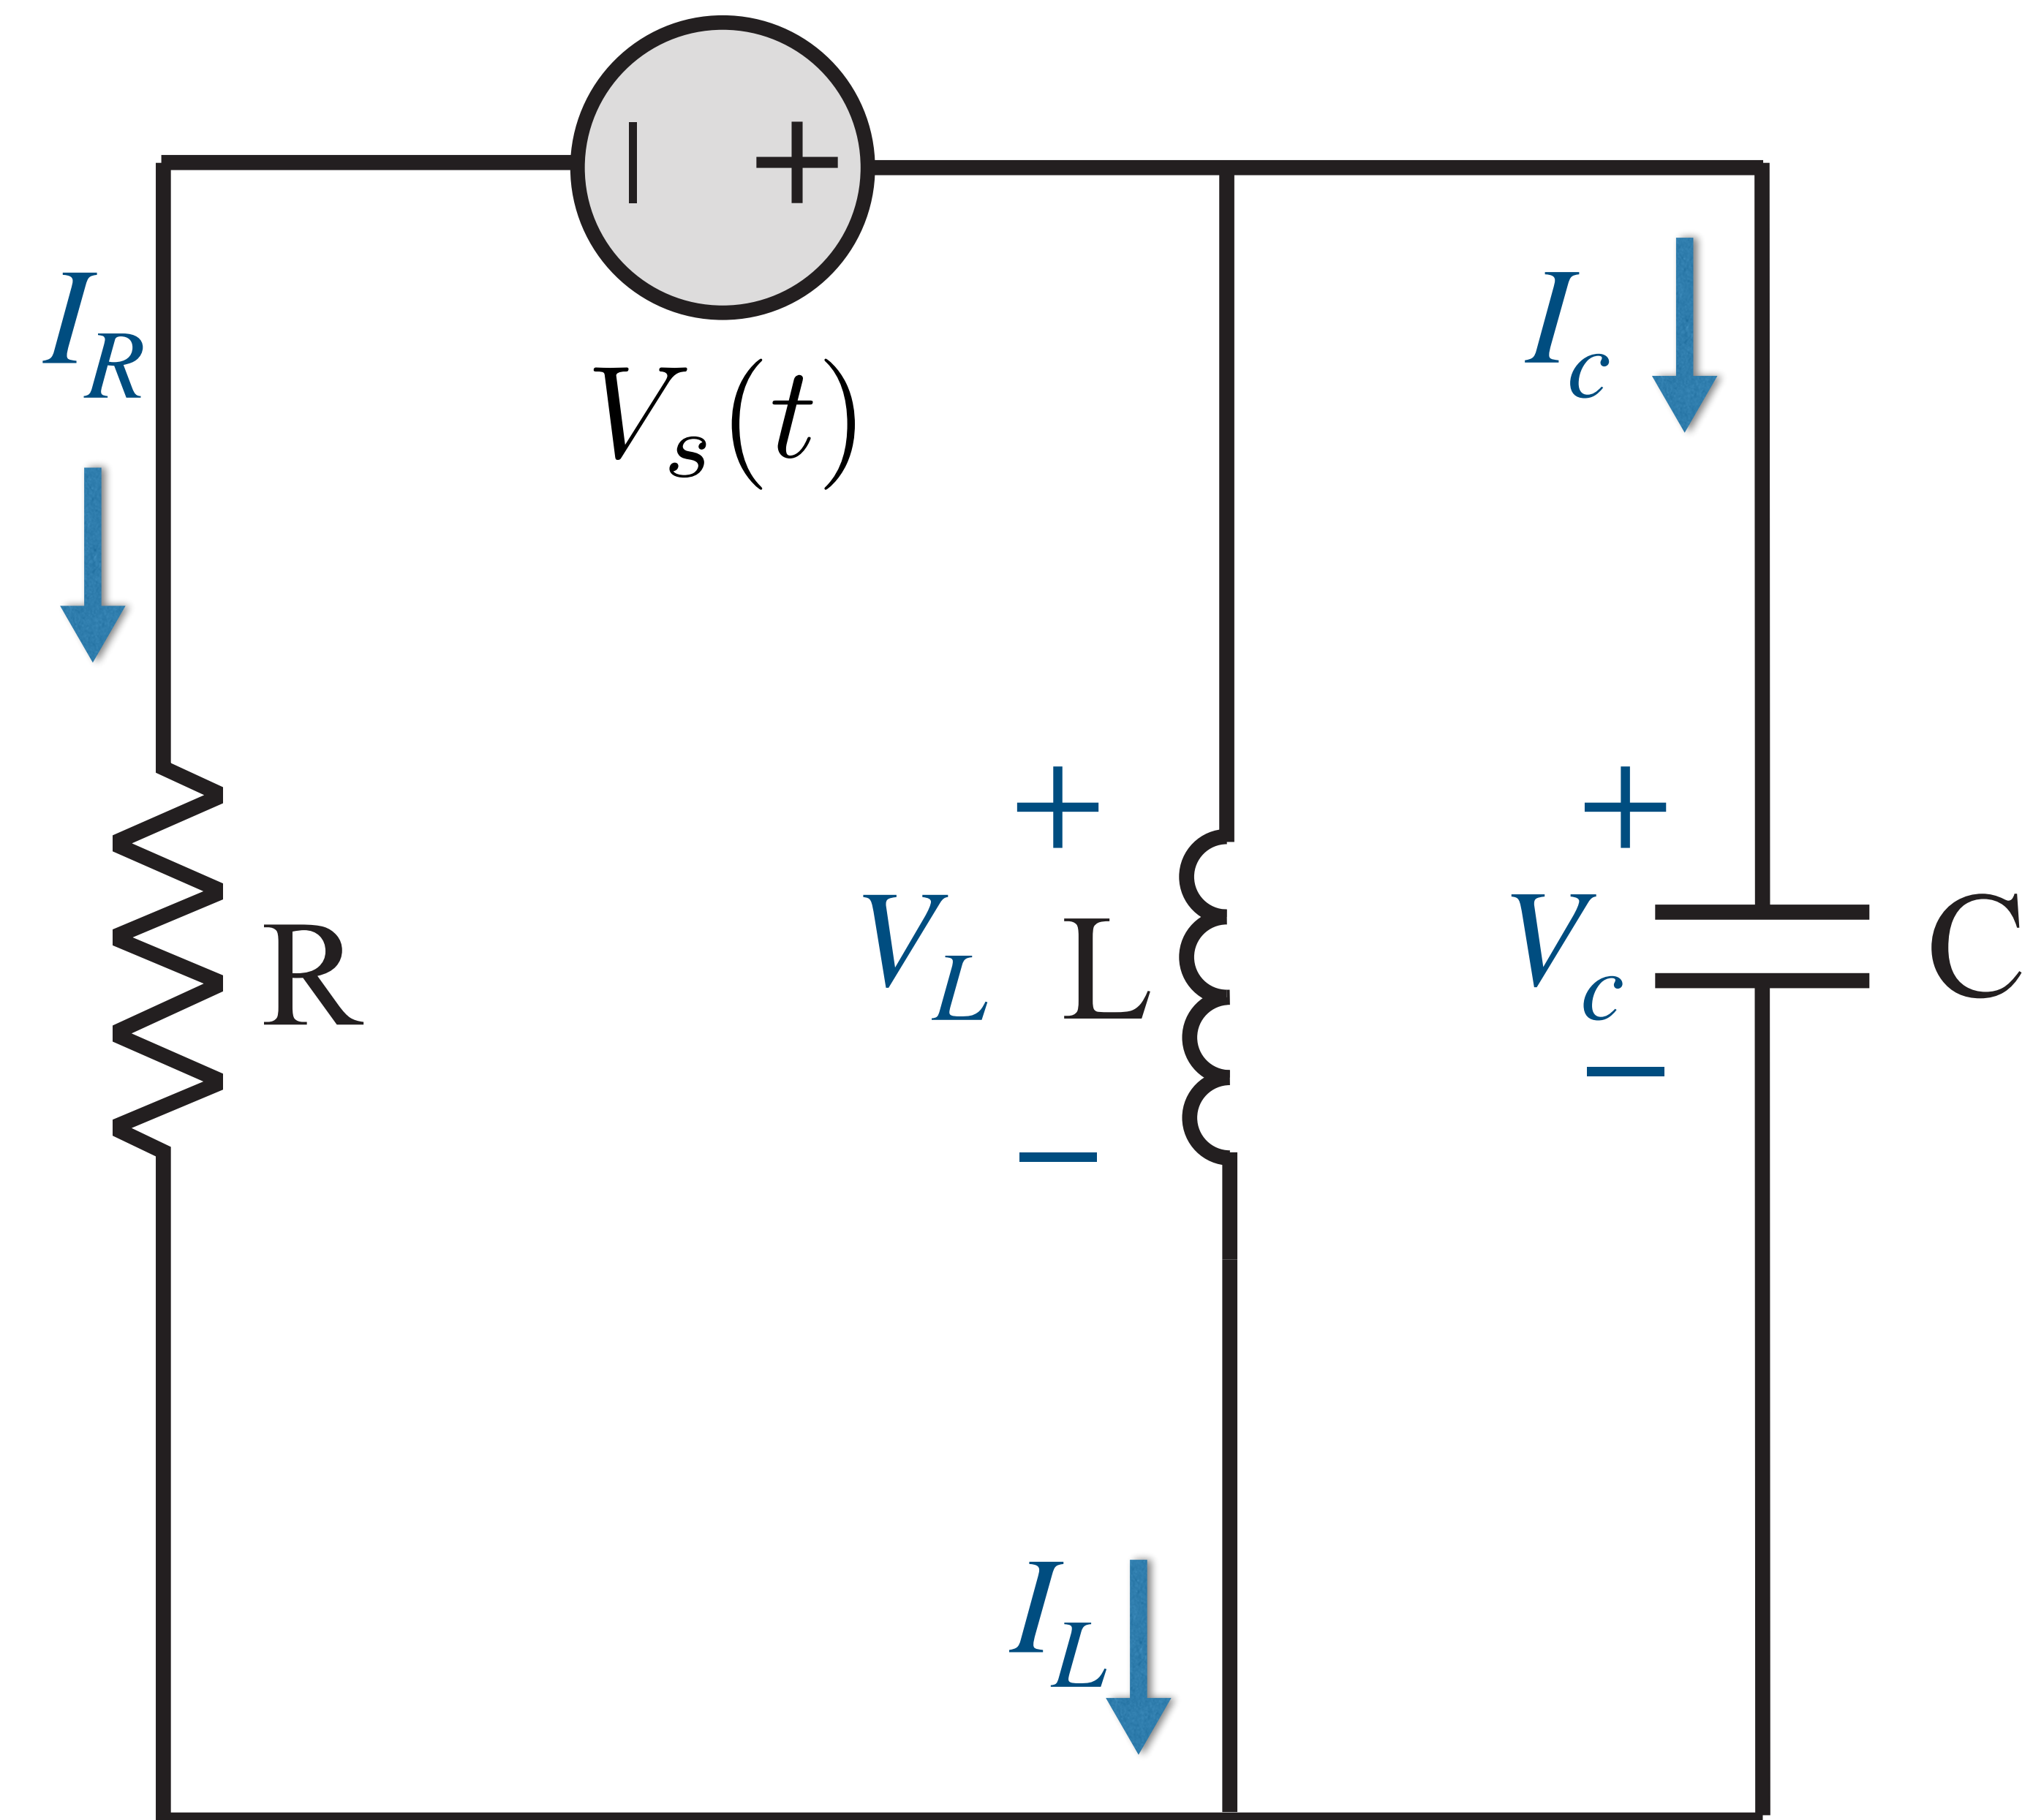 − +
I_R
I_c
V_s(t)
+ +
V_L L V_c C
R
−
−
I_L